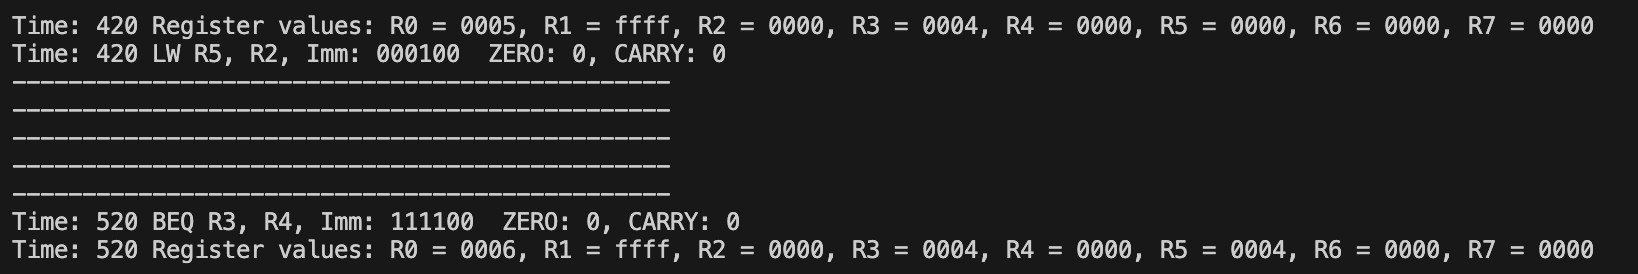 Time: 420 Register values: R0 = 0005, R1 = ffff, R2 = 0000, R3 = 0004, R4 = 0000, R5 = 0000, R6 = 0000, R7 = 0000
Time: 420 LW R5, R2, Imm: 000100  ZERO: 0, CARRY: 0
-----------------------------------------------
-----------------------------------------------
-----------------------------------------------
-----------------------------------------------
-----------------------------------------------
Time: 520 BEQ R3, R4, Imm: 111100  ZERO: 0, CARRY: 0
Time: 520 Register values: R0 = 0006, R1 = ffff, R2 = 0000, R3 = 0004, R4 = 0000, R5 = 0004, R6 = 0000, R7 = 0000